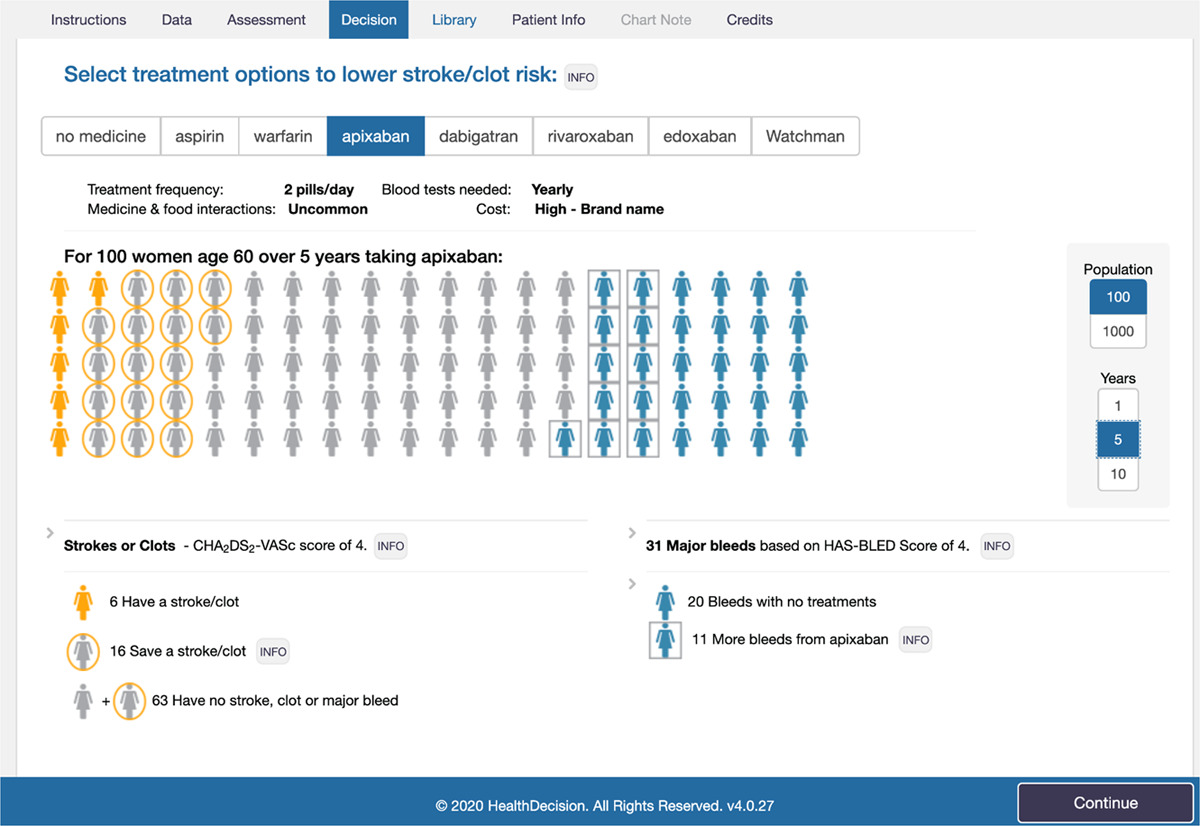 Instructions Data Assessment Decision Library Patient Info Chart Note Credits
Select treatment options to lower stroke/clot risk: INFO
no medicine aspirin warfarin apixaban dabigatran rivaroxaban edoxaban Watchman
Treatment frequency: 2 pills/day Blood tests needed: Yearly
Medicine & food interactions: Uncommon Cost: High - Brand name
For 100 women age 60 over 5 years taking apixaban:
Population
100
1000
Years
1
5
10
Strokes or Clots - CHA₂DS₂-VASc score of 4. INFO
6 Have a stroke/clot
16 Save a stroke/clot INFO
+ 63 Have no stroke, clot or major bleed
31 Major bleeds based on HAS-BLED Score of 4. INFO
20 Bleeds with no treatments
11 More bleeds from apixaban INFO
© 2020 HealthDecision. All Rights Reserved. v4.0.27
Continue